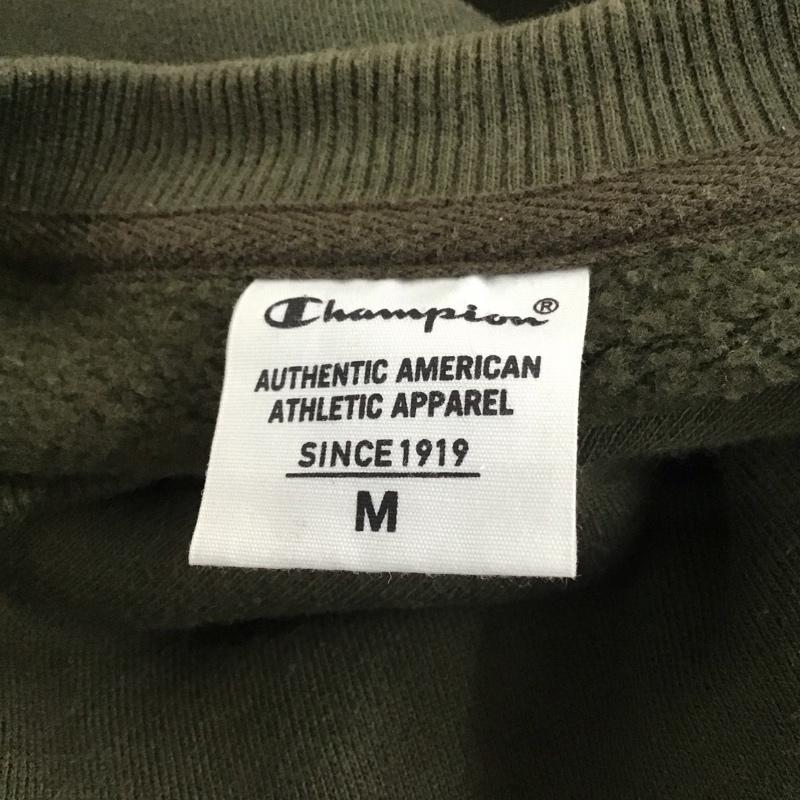 Champion®
AUTHENTIC AMERICAN
ATHLETIC APPAREL
SINCE 1919
M